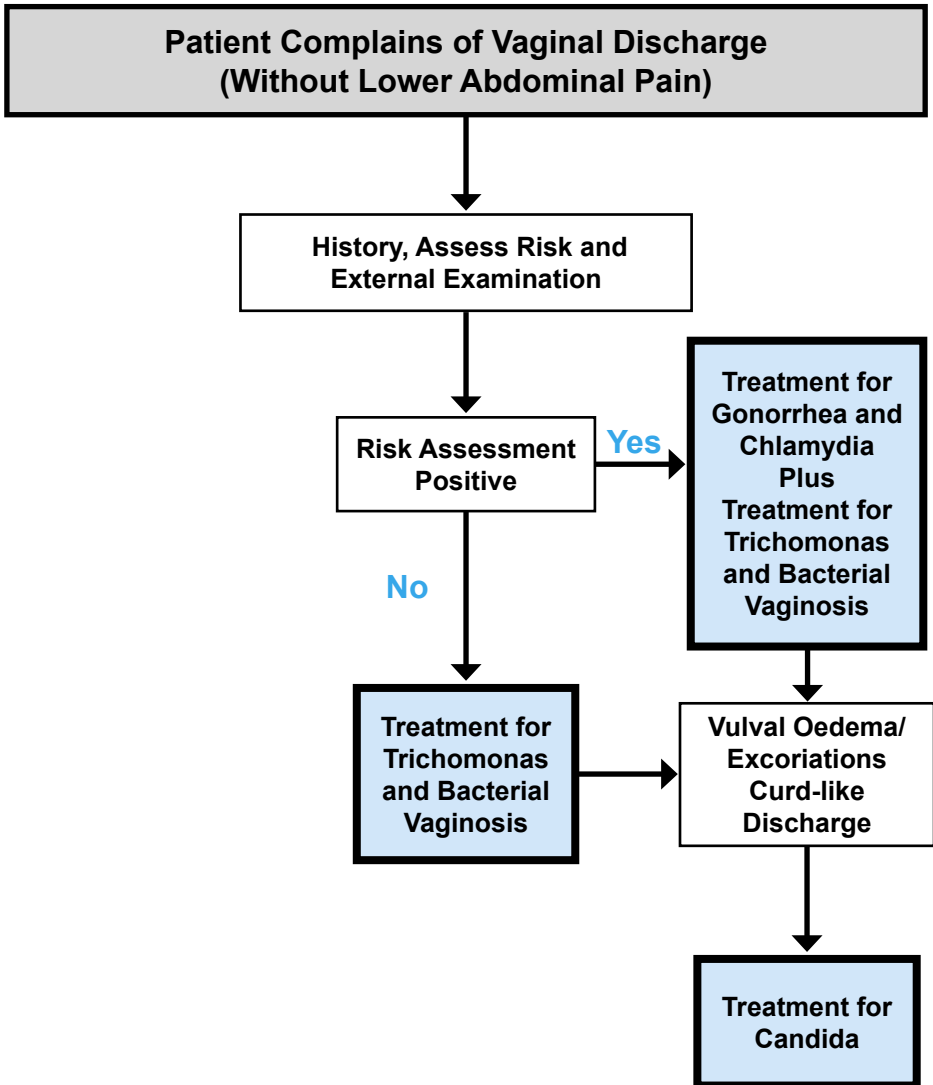 Patient Complains of Vaginal Discharge
(Without Lower Abdominal Pain)
History, Assess Risk and
External Examination
Risk Assessment
Positive
Yes
Treatment for
Gonorrhea and
Chlamydia
Plus
Treatment for
Trichomonas
and Bacterial
Vaginosis
No
Treatment for
Trichomonas
and Bacterial
Vaginosis
Vulval Oedema/
Excoriations
Curd-like
Discharge
Treatment for
Candida